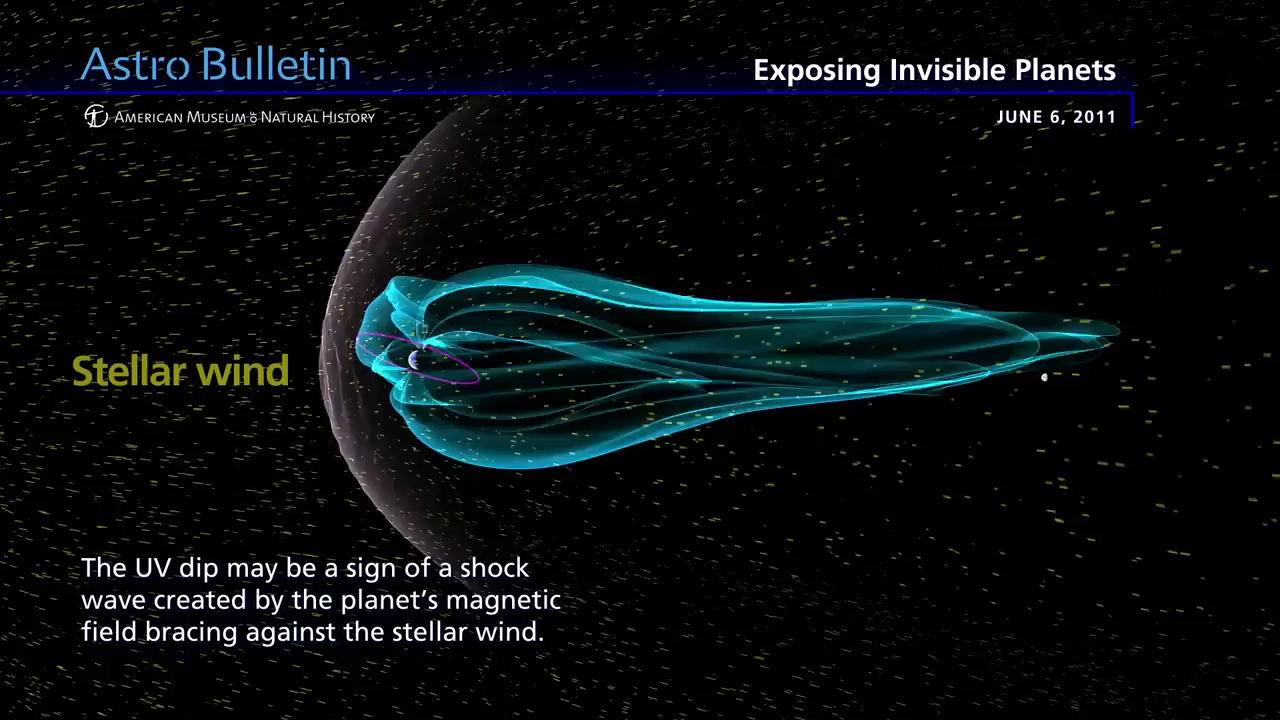 Astro Bulletin
Exposing Invisible Planets
AMERICAN MUSEUM ö NATURAL HISTORY
JUNE 6, 2011
Stellar wind
The UV dip may be a sign of a shock
wave created by the planet’s magnetic
field bracing against the stellar wind.